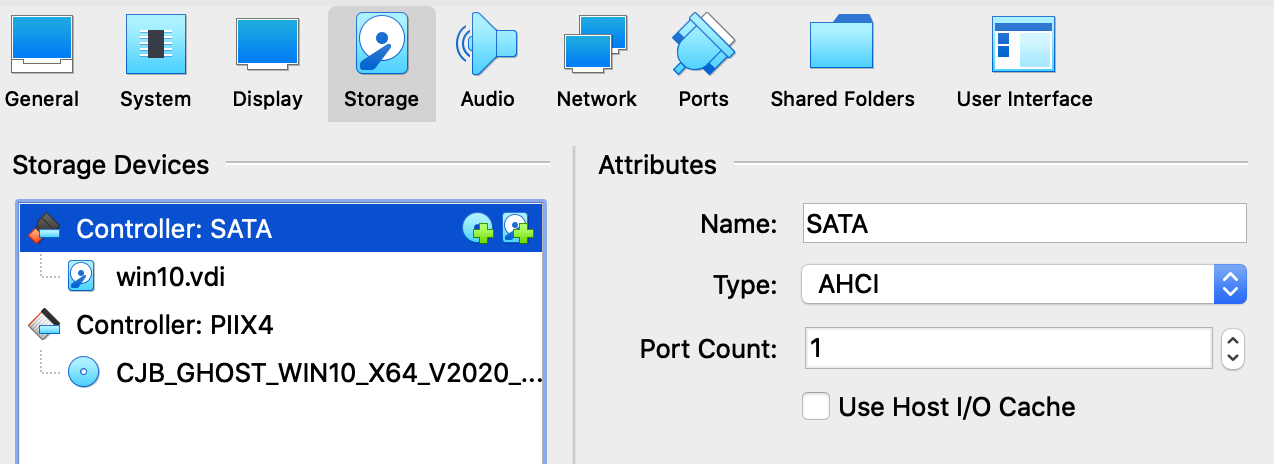 General System Display Storage Audio Network Ports Shared Folders User Interface
Storage Devices
Controller: SATA
win10.vdi
Controller: PIIX4
CJB_GHOST_WIN10_X64_V2020_...
Attributes
Name: SATA
Type: AHCI
Port Count: 1
Use Host I/O Cache